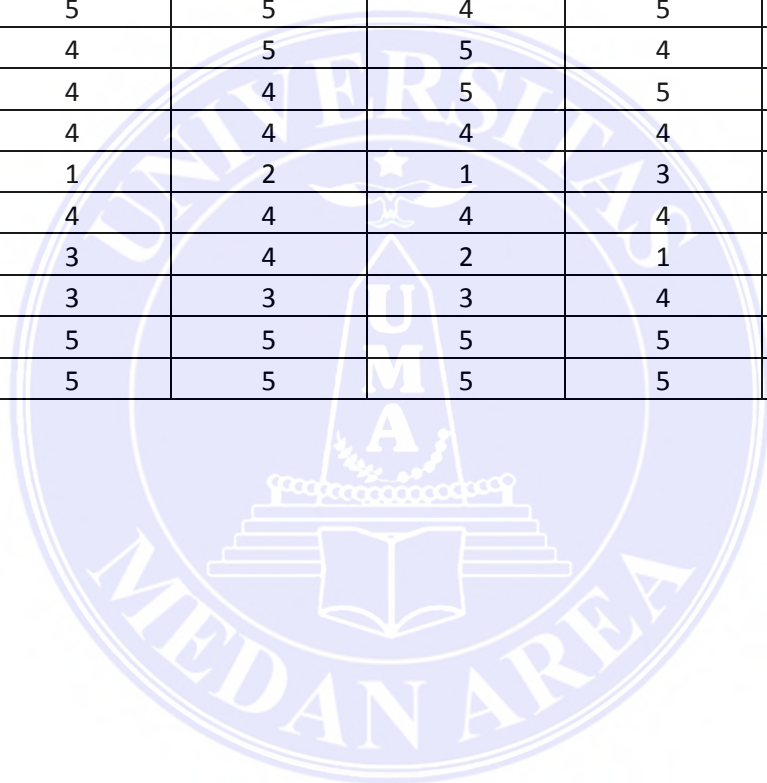 5 5 4 5
4 5 5 4
4 4 5 5
4 4 4 4
1 2 1 3
4 4 4 4
3 4 2 1
3 3 3 4
5 5 5 5
5 5 5 5
UNIVERSITAS
U
M
A
MEDAN AREA